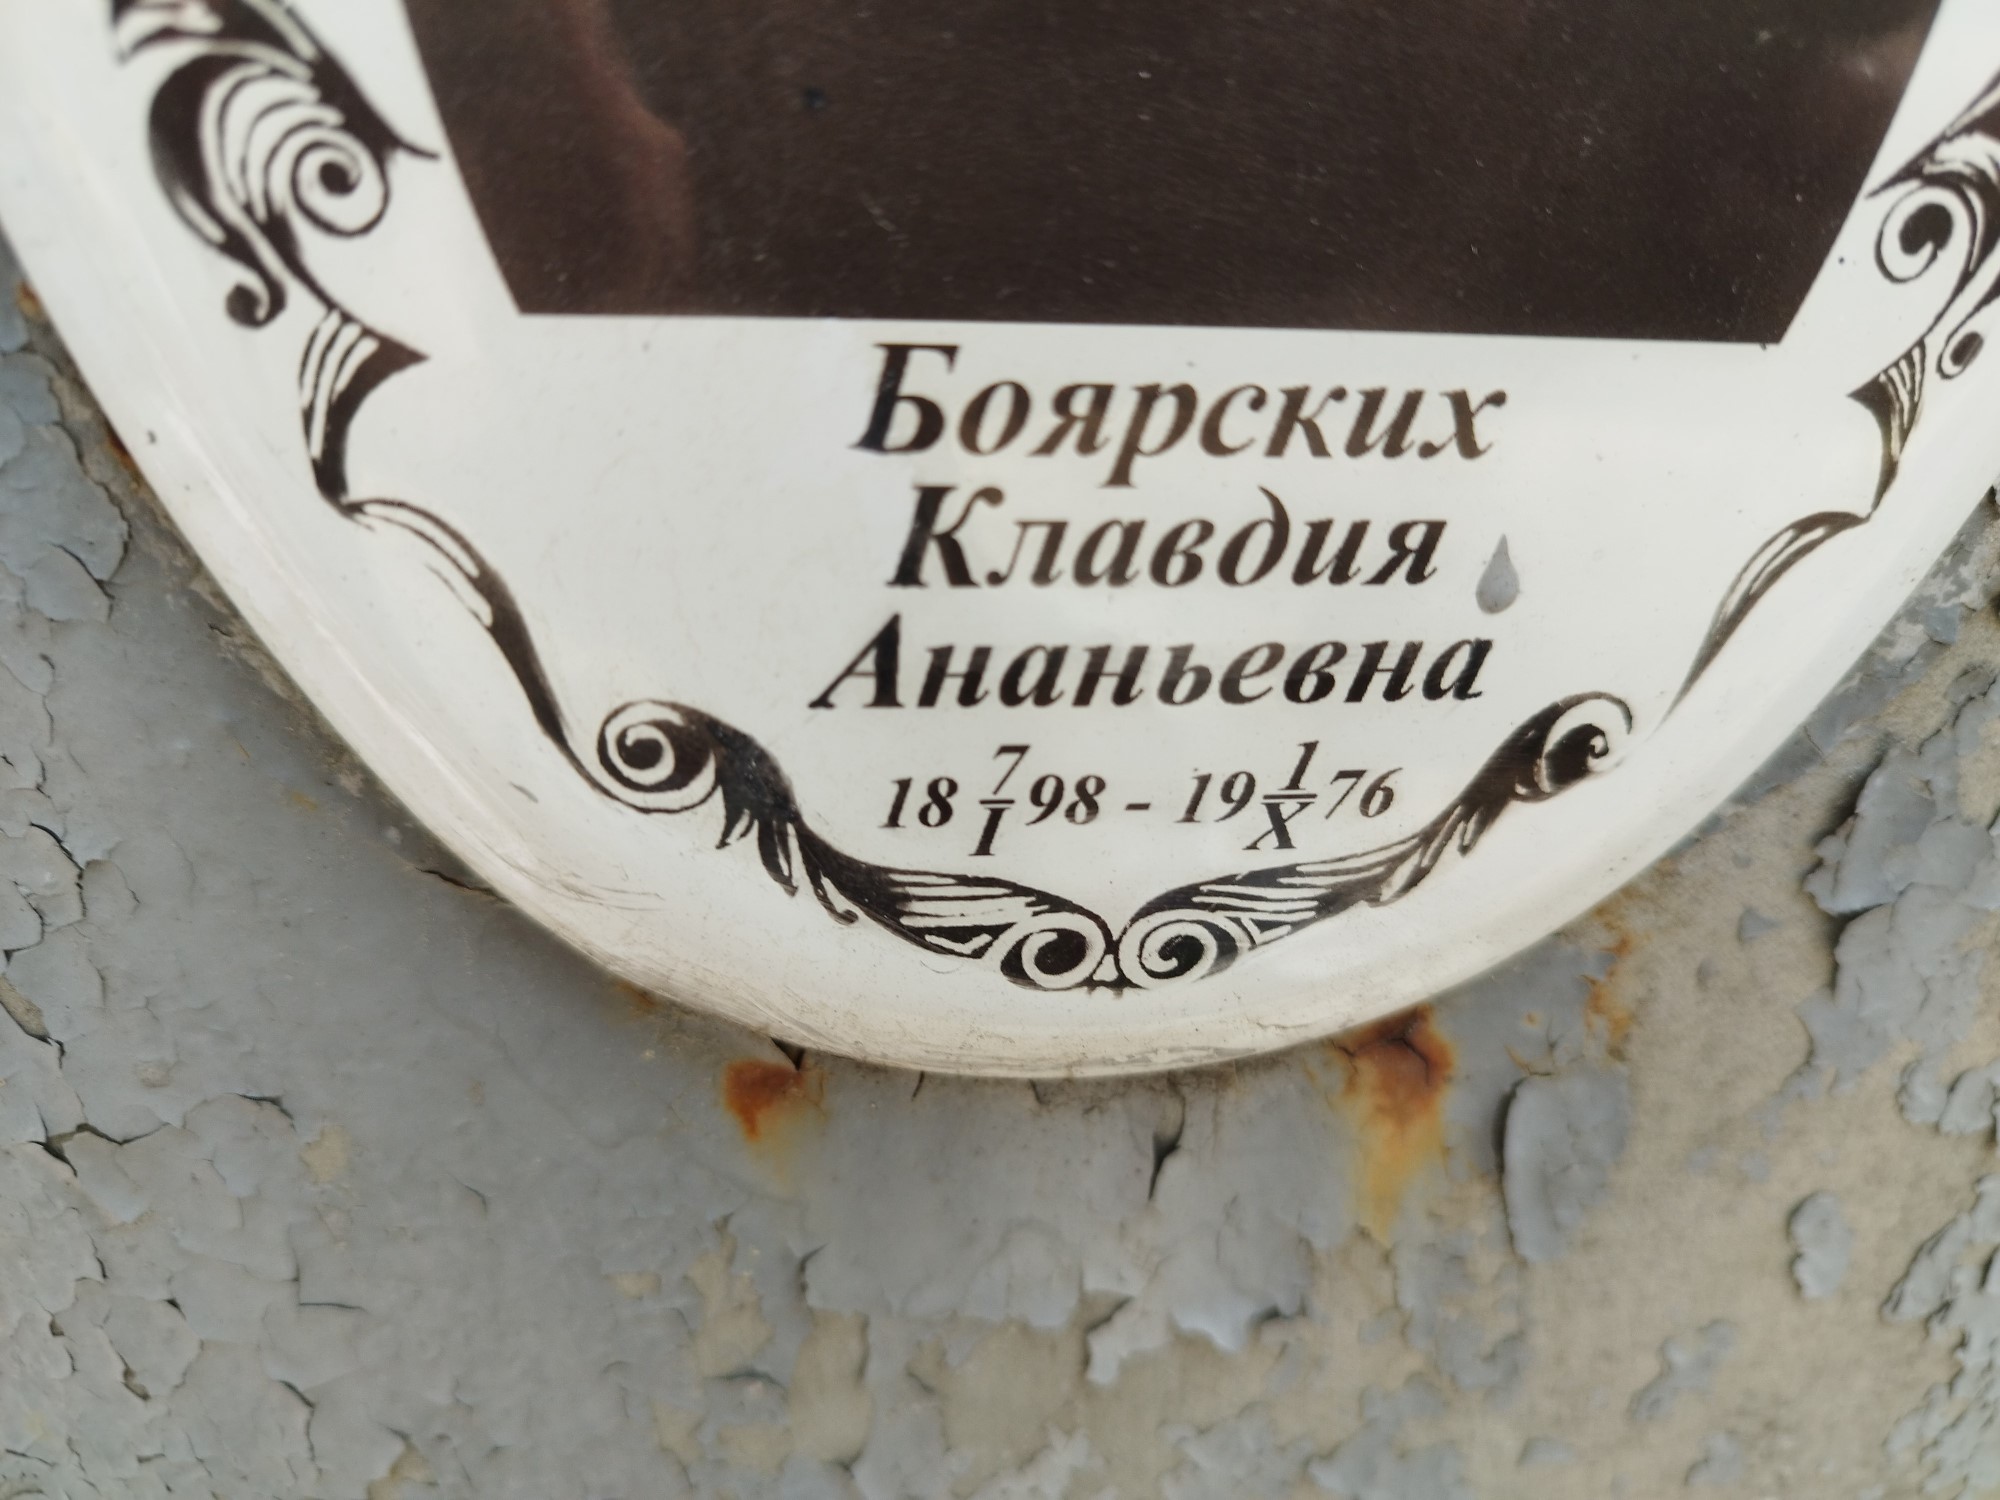 Боярских
Клавдия
Ананьевна
18 7/I 98 - 19 1/X 76